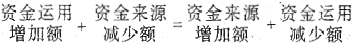 资金运用 资金来源 资金来源 资金运用
增加额 + 减少额 = 增加额 + 减少额